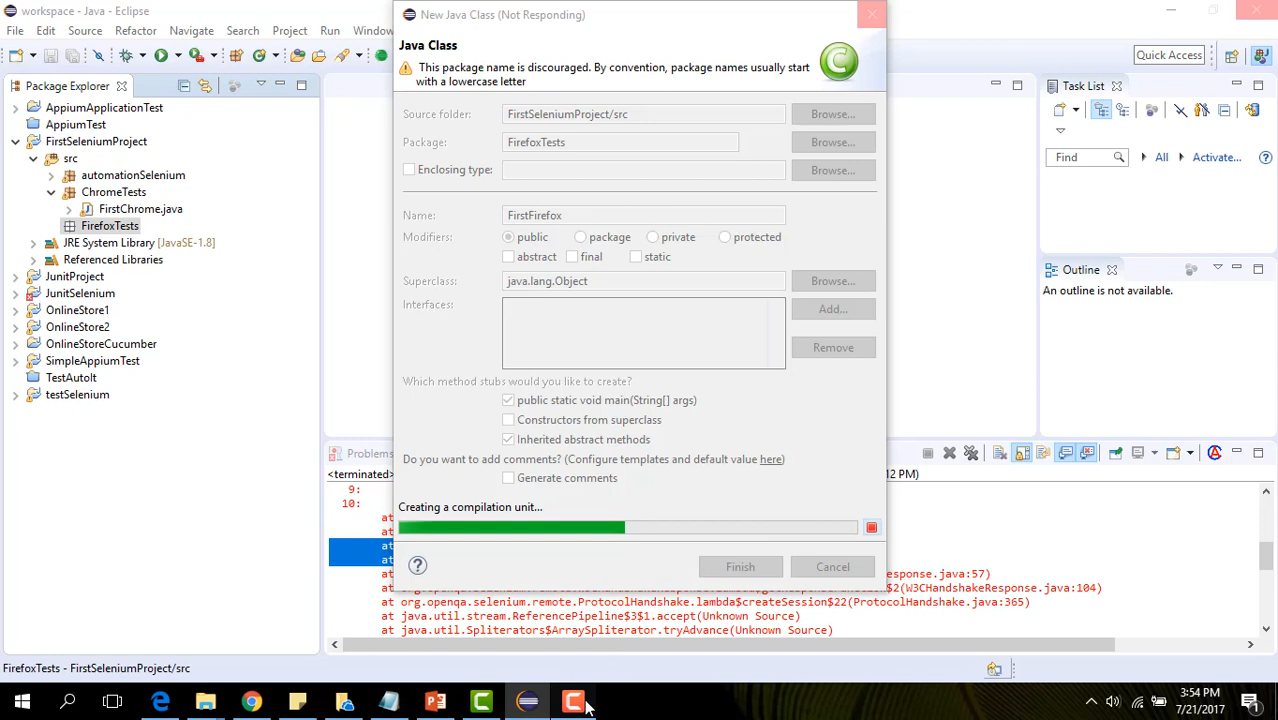 workspace - Java - Eclipse
File Edit Source Refactor Navigate Search Project Run Window
Quick Access
Package Explorer
AppiumApplicationTest
AppiumTest
FirstSeleniumProject
src
automationSelenium
ChromeTests
FirstChrome.java
FirefoxTests
JRE System Library [JavaSE-1.8]
Referenced Libraries
JunitProject
JunitSelenium
OnlineStore1
OnlineStore2
OnlineStoreCucumber
SimpleAppiumTest
TestAutoIt
testSelenium
New Java Class (Not Responding)
Java Class
This package name is discouraged. By convention, package names usually start
with a lowercase letter
Source folder: FirstSeleniumProject/src Browse...
Package: FirefoxTests Browse...
Enclosing type: Browse...
Name: FirstFirefox
Modifiers: public package private protected
abstract final static
Superclass: java.lang.Object Browse...
Interfaces: Add...
Remove
Which method stubs would you like to create?
public static void main(String[] args)
Constructors from superclass
Inherited abstract methods
Do you want to add comments? (Configure templates and default value here)
Generate comments
Creating a compilation unit...
Finish Cancel
Task List
Find All Activate...
Outline
An outline is not available.
Problems
<terminated> 12 PM)
9:
10:
at
at
at
at
at esponse.java:57)
at (W3CHandshakeResponse.java:104)
at org.openqa.selenium.remote.ProtocolHandshake.lambda$createSession$22(ProtocolHandshake.java:365)
at java.util.stream.ReferencePipeline$3$1.accept(Unknown Source)
at java.util.Spliterators$ArraySpliterator.tryAdvance(Unknown Source)
FirefoxTests - FirstSeleniumProject/src
3:54 PM
7/21/2017